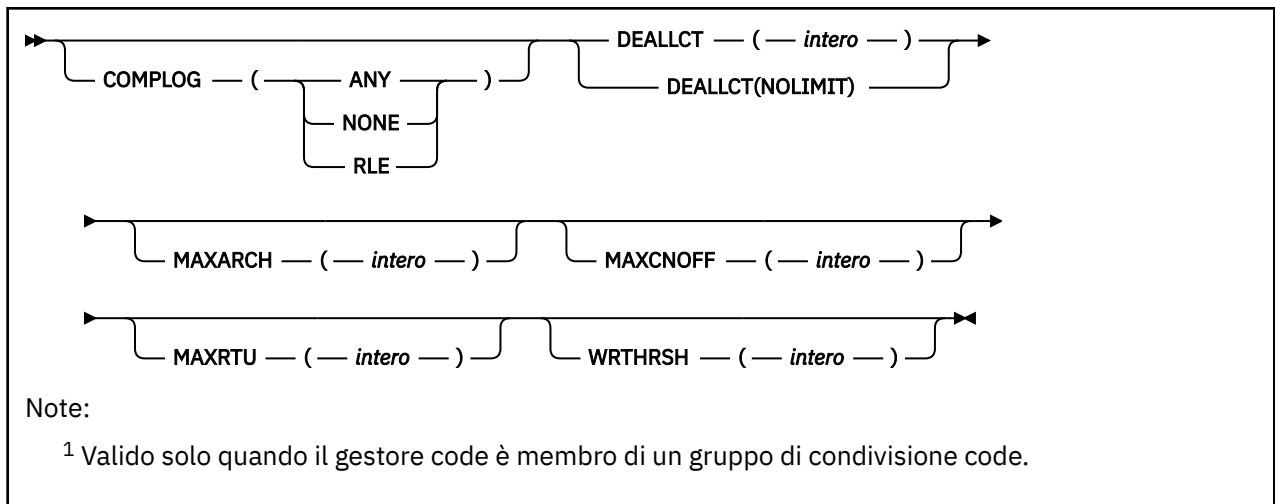 DEALLCT ( intero )
COMPLOG ( ANY )
DEALLCT(NOLIMIT)
NONE
RLE
MAXARCH ( intero ) MAXCNOFF ( intero )
MAXRTU ( intero ) WRTHRSH ( intero )
Note:
1 Valido solo quando il gestore code è membro di un gruppo di condivisione code.